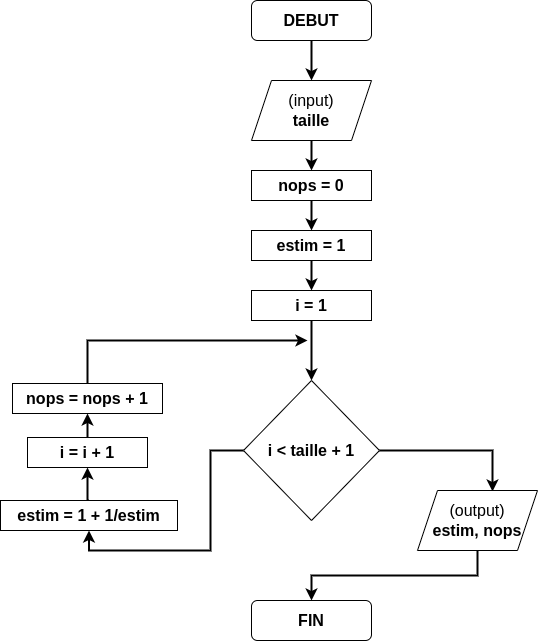 DEBUT
(input)
taille
nops = 0
estim = 1
i = 1
nops = nops + 1
i = i + 1
estim = 1 + 1/estim
i < taille + 1
(output)
estim, nops
FIN